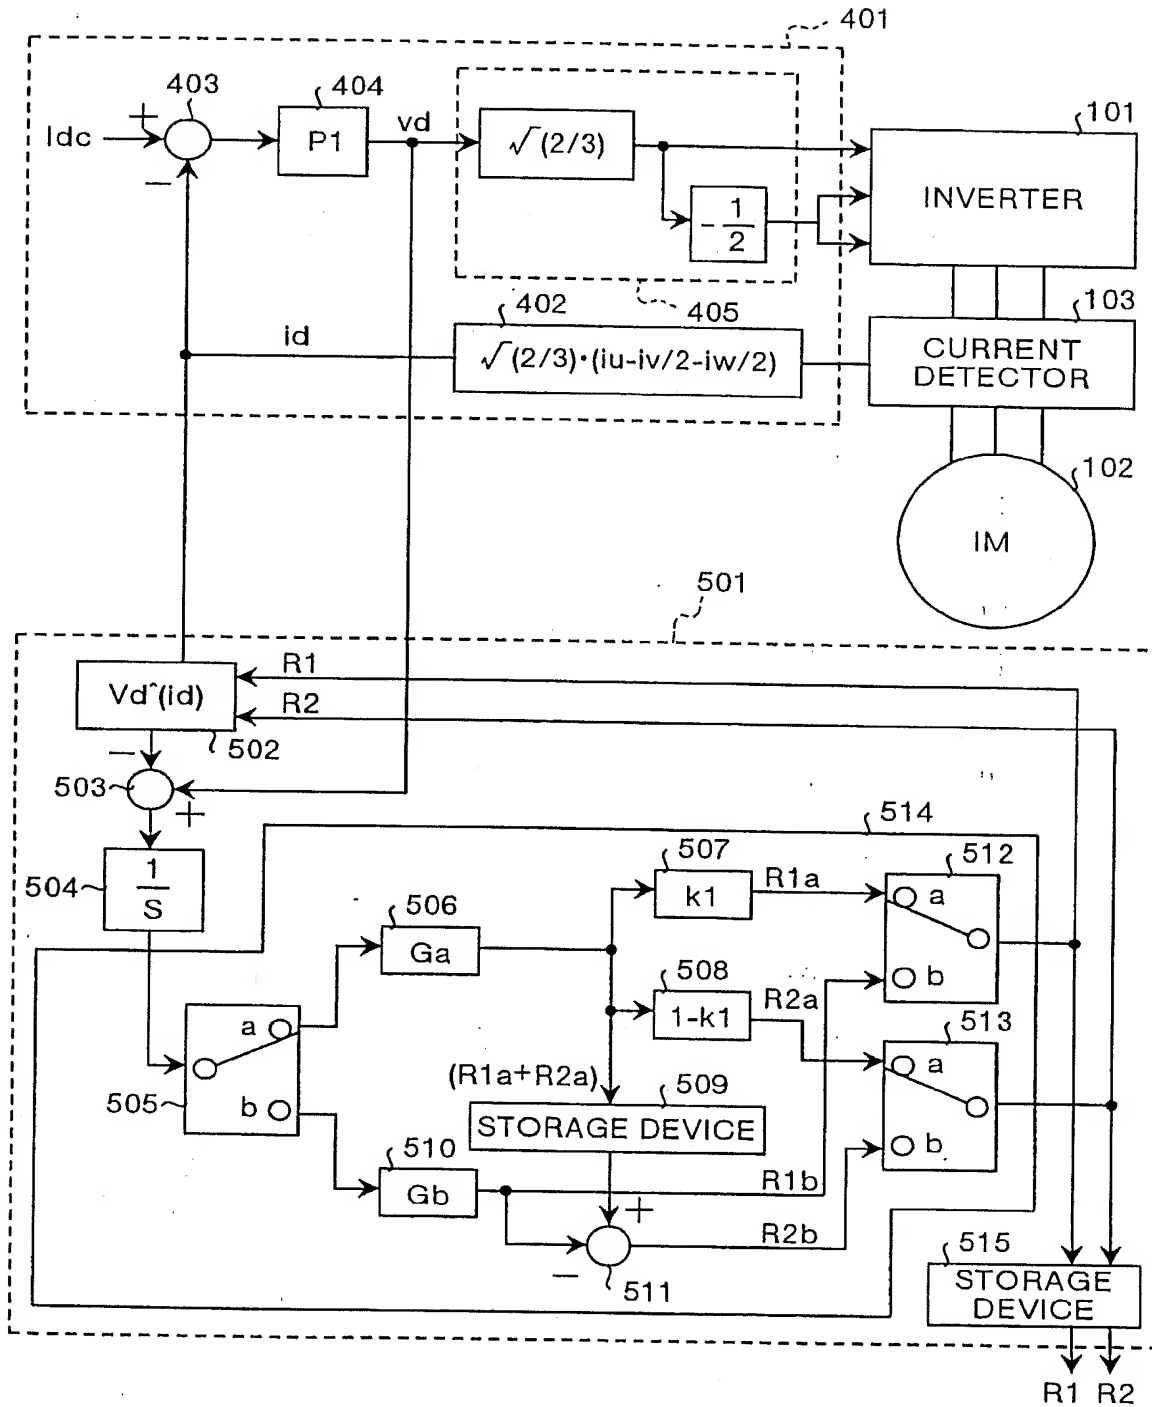 401
403
404
Idc
+
−
P1
vd
√(2/3)
- 1/2
405
101
INVERTER
402
id
√(2/3)•(iu-iv/2-iw/2)
103
CURRENT
DETECTOR
102
IM
501
Vd^(id)
R1
R2
502
−
503
+
504
1/S
514
507
k1
R1a
512
a
b
506
Ga
508
1-k1
R2a
513
a
b
505
a
b
(R1a+R2a)
509
STORAGE DEVICE
510
Gb
R1b
+
R2b
−
511
515
STORAGE
DEVICE
R1 R2